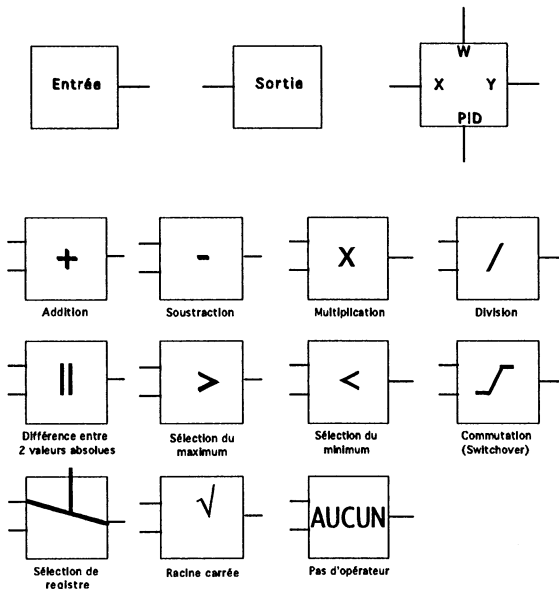 Entrée
Sortie
W
X Y
PID
+ - X /
Addition Soustraction Multiplication Division
|| > <
Différence entre
2 valeurs absolues
Sélection du
maximum
Sélection du
minimum
Commutation
(Switchover)
√ AUCUN
Sélection de
registre
Racine carrée
Pas d'opérateur